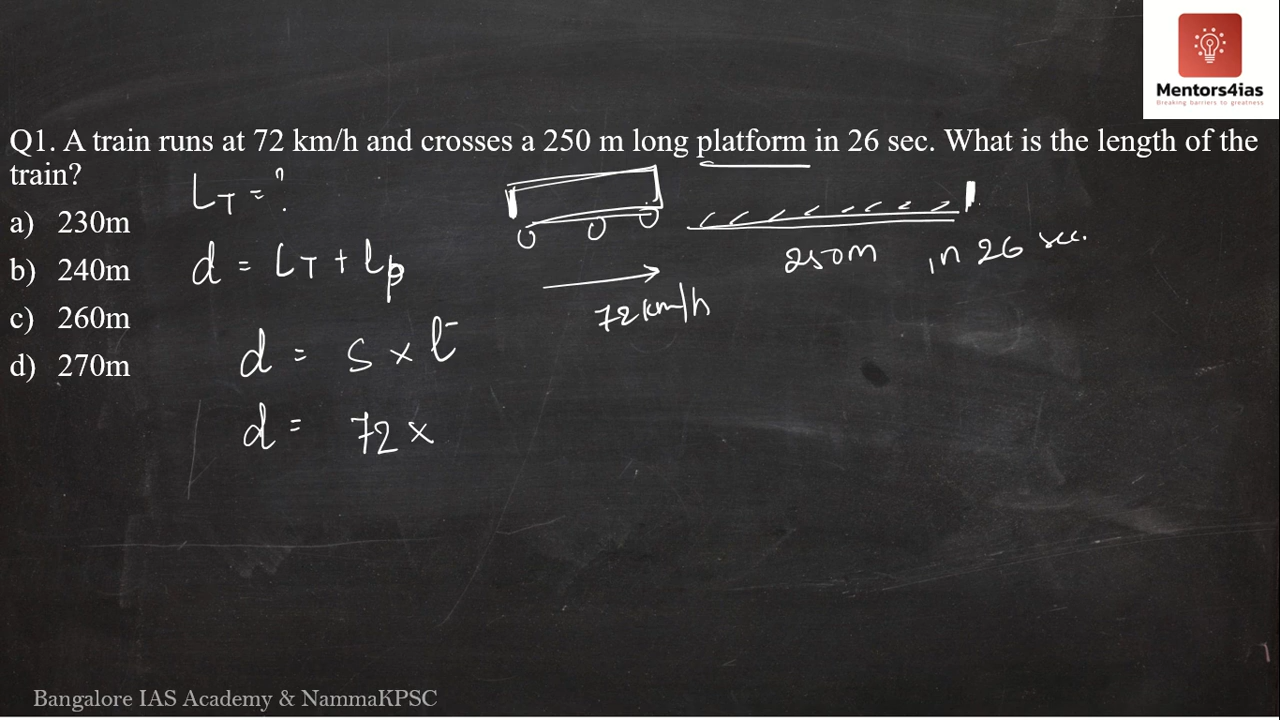 Mentors4ias
Breaking barriers to greatness
Q1. A train runs at 72 km/h and crosses a 250 m long platform in 26 sec. What is the length of the
train?
a) 230m
b) 240m
c) 260m
d) 270m
LT = ?
d = LT + Lp
d = s × t
d = 72 ×
72 km/h
250m in 26 sec.
Bangalore IAS Academy & NammaKPSC